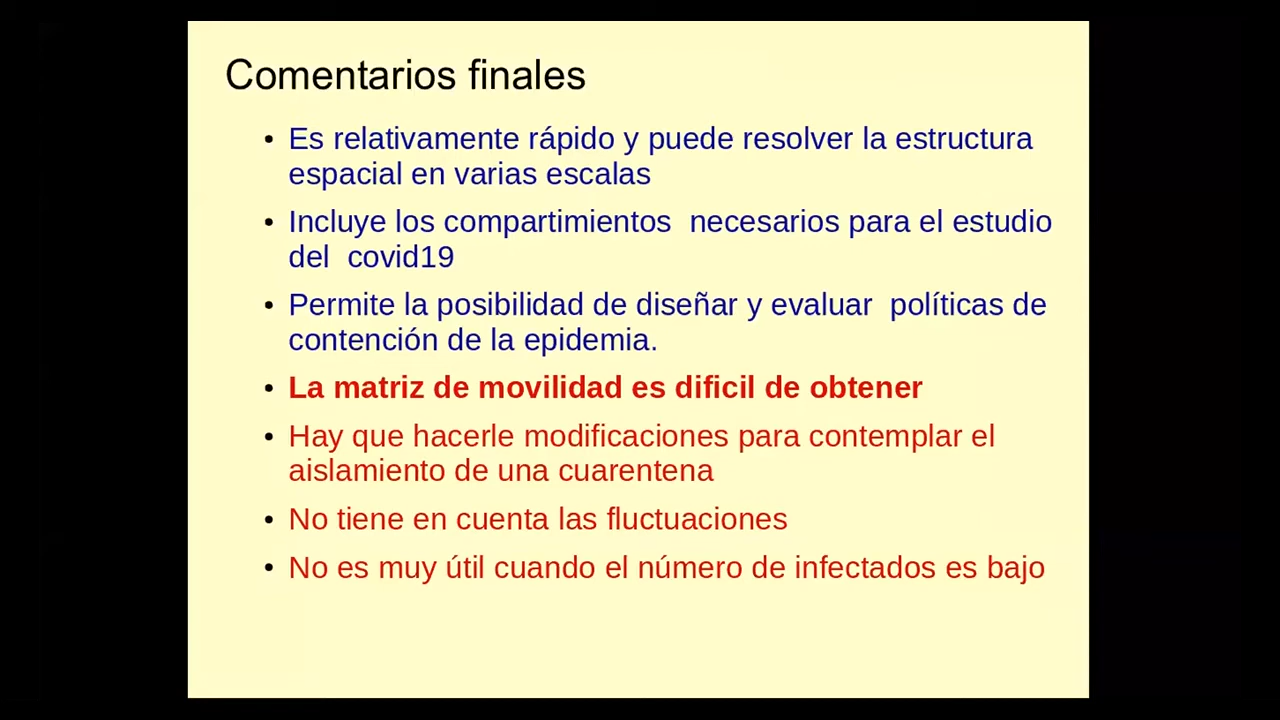 Comentarios finales
• Es relativamente rápido y puede resolver la estructura
espacial en varias escalas
• Incluye los compartimientos  necesarios para el estudio
del  covid19
• Permite la posibilidad de diseñar y evaluar  políticas de
contención de la epidemia.
• La matriz de movilidad es dificil de obtener
• Hay que hacerle modificaciones para contemplar el
aislamiento de una cuarentena
• No tiene en cuenta las fluctuaciones
• No es muy útil cuando el número de infectados es bajo